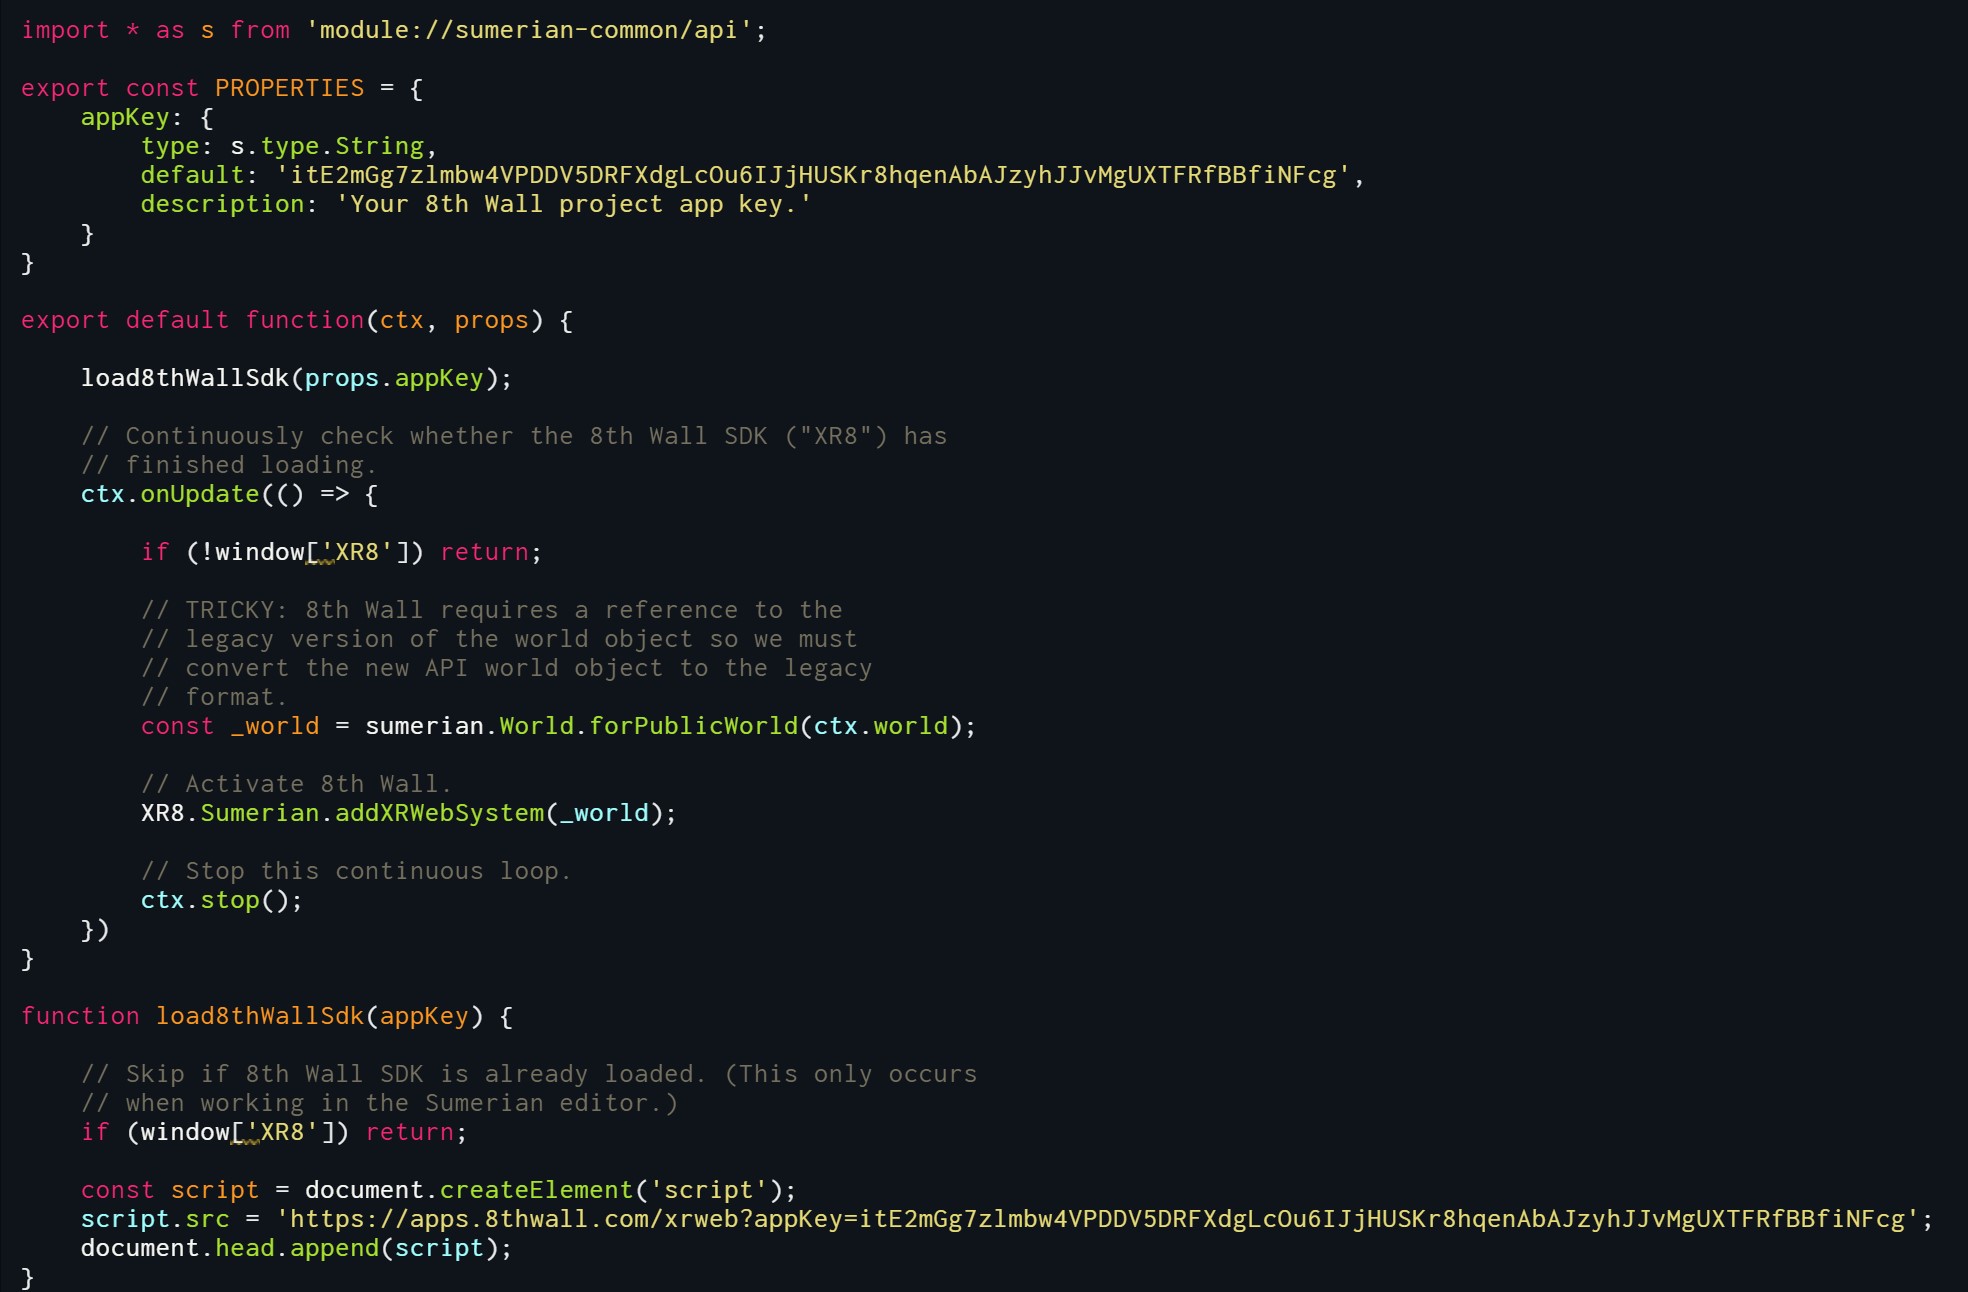 import * as s from 'module://sumerian-common/api';
export const PROPERTIES = {
appKey: {
type: s.type.String,
default: 'itE2mGg7zlmbw4VPDDV5DRFXdgLcOu6IJjHUSKr8hqenAbAJzyhJJvMgUXTFRfBBfiNFcg',
description: 'Your 8th Wall project app key.'
}
}
export default function(ctx, props) {
load8thWallSdk(props.appKey);
// Continuously check whether the 8th Wall SDK ("XR8") has
// finished loading.
ctx.onUpdate(() => {
if (!window['XR8']) return;
// TRICKY: 8th Wall requires a reference to the
// legacy version of the world object so we must
// convert the new API world object to the legacy
// format.
const _world = sumerian.World.forPublicWorld(ctx.world);
// Activate 8th Wall.
XR8.Sumerian.addXRWebSystem(_world);
// Stop this continuous loop.
ctx.stop();
})
}
function load8thWallSdk(appKey) {
// Skip if 8th Wall SDK is already loaded. (This only occurs
// when working in the Sumerian editor.)
if (window['XR8']) return;
const script = document.createElement('script');
script.src = 'https://apps.8thwall.com/xrweb?appKey=itE2mGg7zlmbw4VPDDV5DRFXdgLcOu6IJjHUSKr8hqenAbAJzyhJJvMgUXTFRfBBfiNFcg';
document.head.append(script);
}